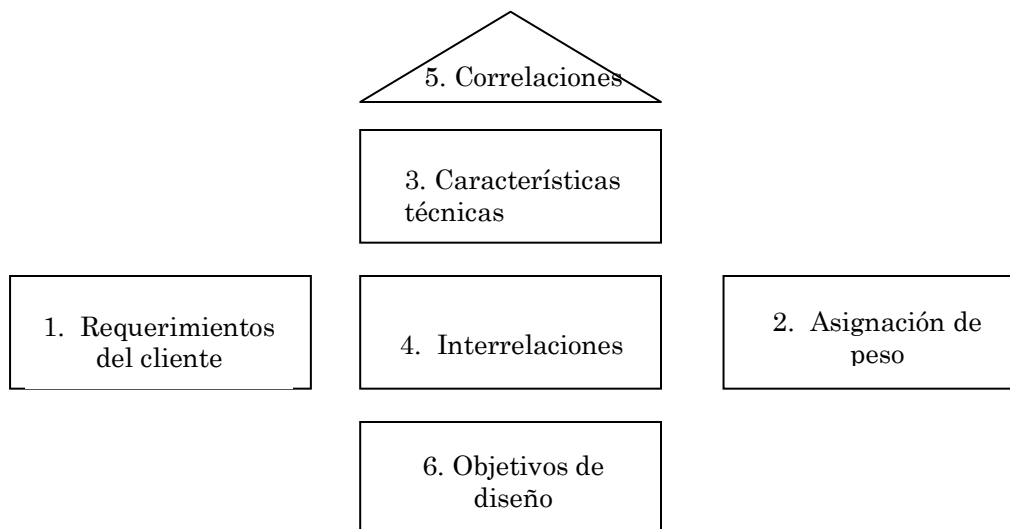 5. Correlaciones
3. Características
técnicas
1. Requerimientos
del cliente
4. Interrelaciones
2. Asignación de
peso
6. Objetivos de
diseño